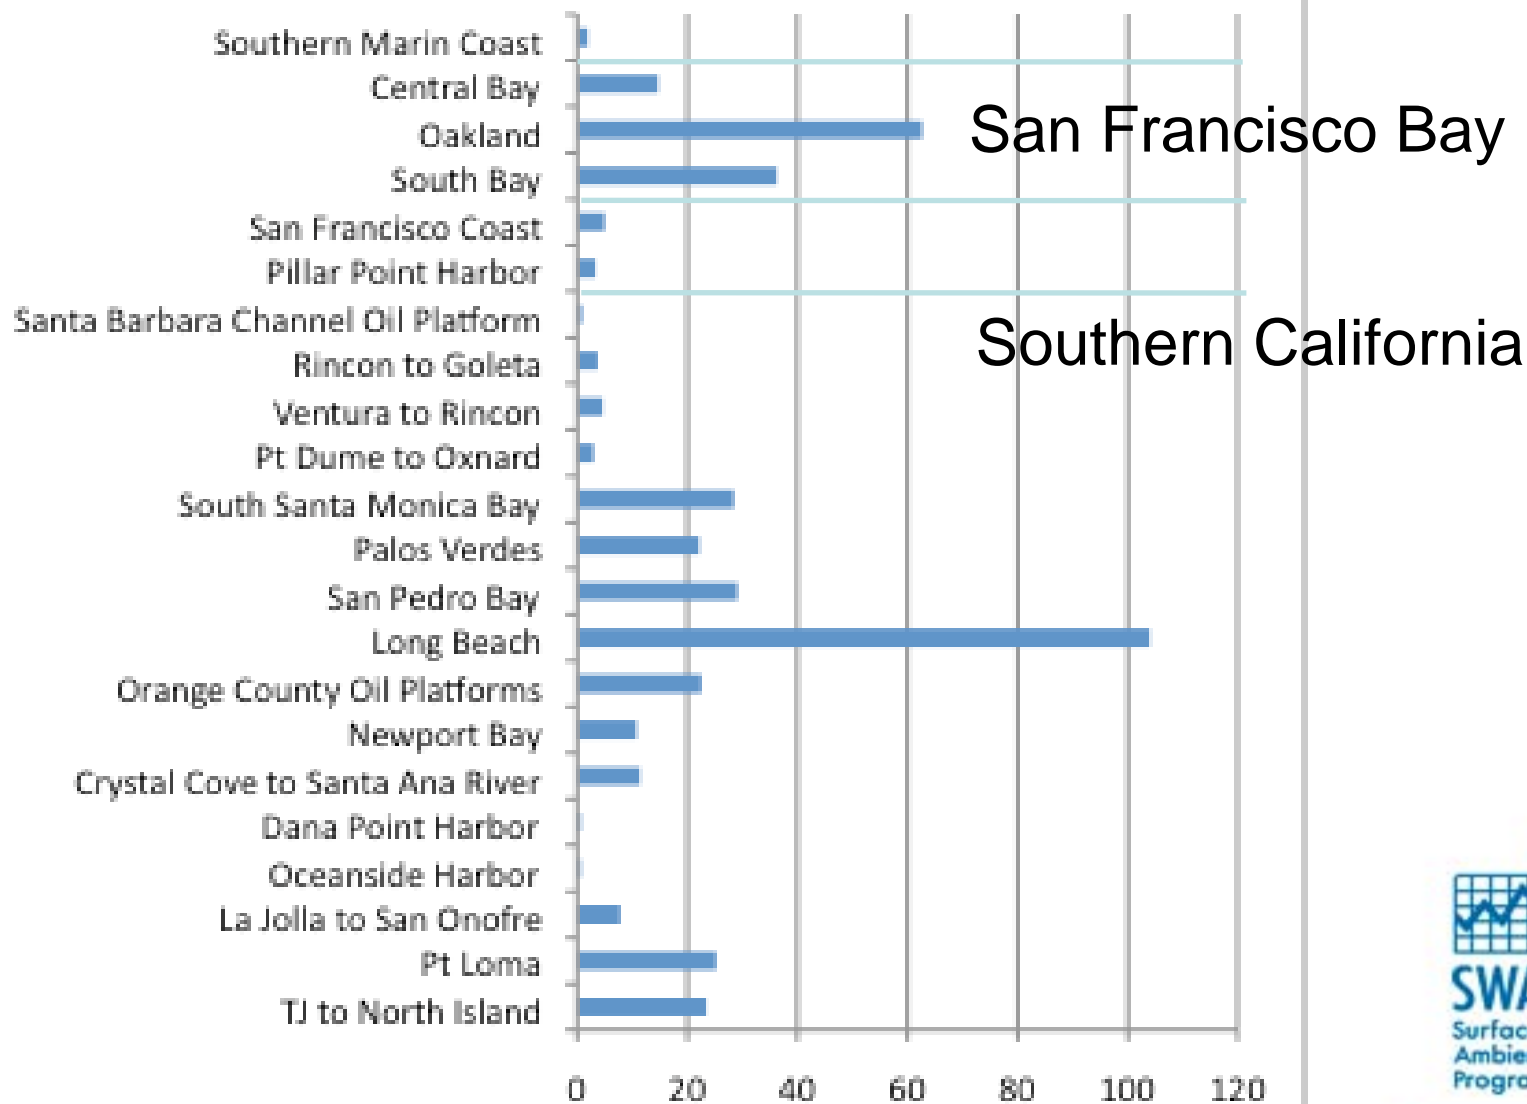 Southern Marin Coast
Central Bay
Oakland
South Bay
San Francisco Coast
Pillar Point Harbor
Santa Barbara Channel Oil Platform
Rincon to Goleta
Ventura to Rincon
Pt Dume to Oxnard
South Santa Monica Bay
Palos Verdes
San Pedro Bay
Long Beach
Orange County Oil Platforms
Newport Bay
Crystal Cove to Santa Ana River
Dana Point Harbor
Oceanside Harbor
La Jolla to San Onofre
Pt Loma
TJ to North Island
0 20 40 60 80 100 120
San Francisco Bay
Southern California